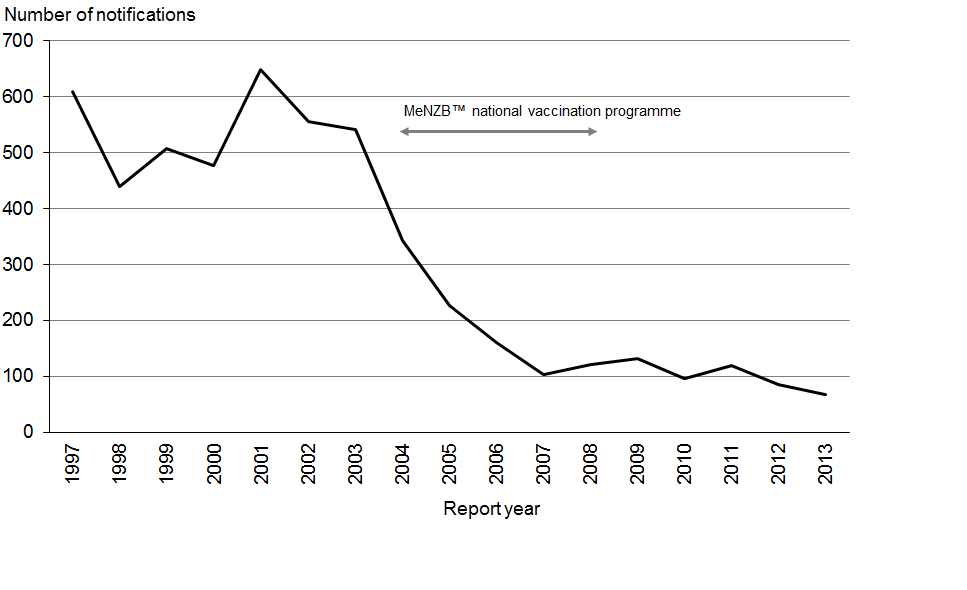 Number of notifications
700
600
MeNZB™ national vaccination programme
500
400
300
200
100
0
1997 1998 1999 2000 2001 2002 2003 2004 2005 2006 2007 2008 2009 2010 2011 2012 2013
Report year